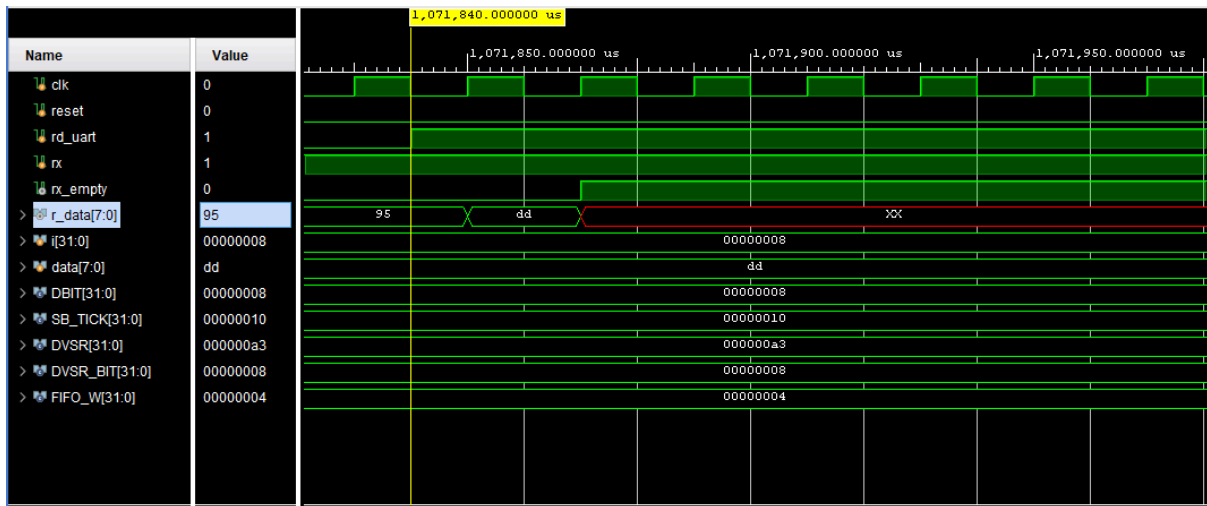 1,071,840.000000 us
Name Value
1,071,850.000000 us 1,071,900.000000 us 1,071,950.000000 us
clk 0
reset 0
rd_uart 1
rx 1
rx_empty 0
r_data[7:0] 95 95 dd XX
i[31:0] 00000008 00000008
data[7:0] dd dd
DBIT[31:0] 00000008 00000008
SB_TICK[31:0] 00000010 00000010
DVSR[31:0] 000000a3 000000a3
DVSR_BIT[31:0] 00000008 00000008
FIFO_W[31:0] 00000004 00000004